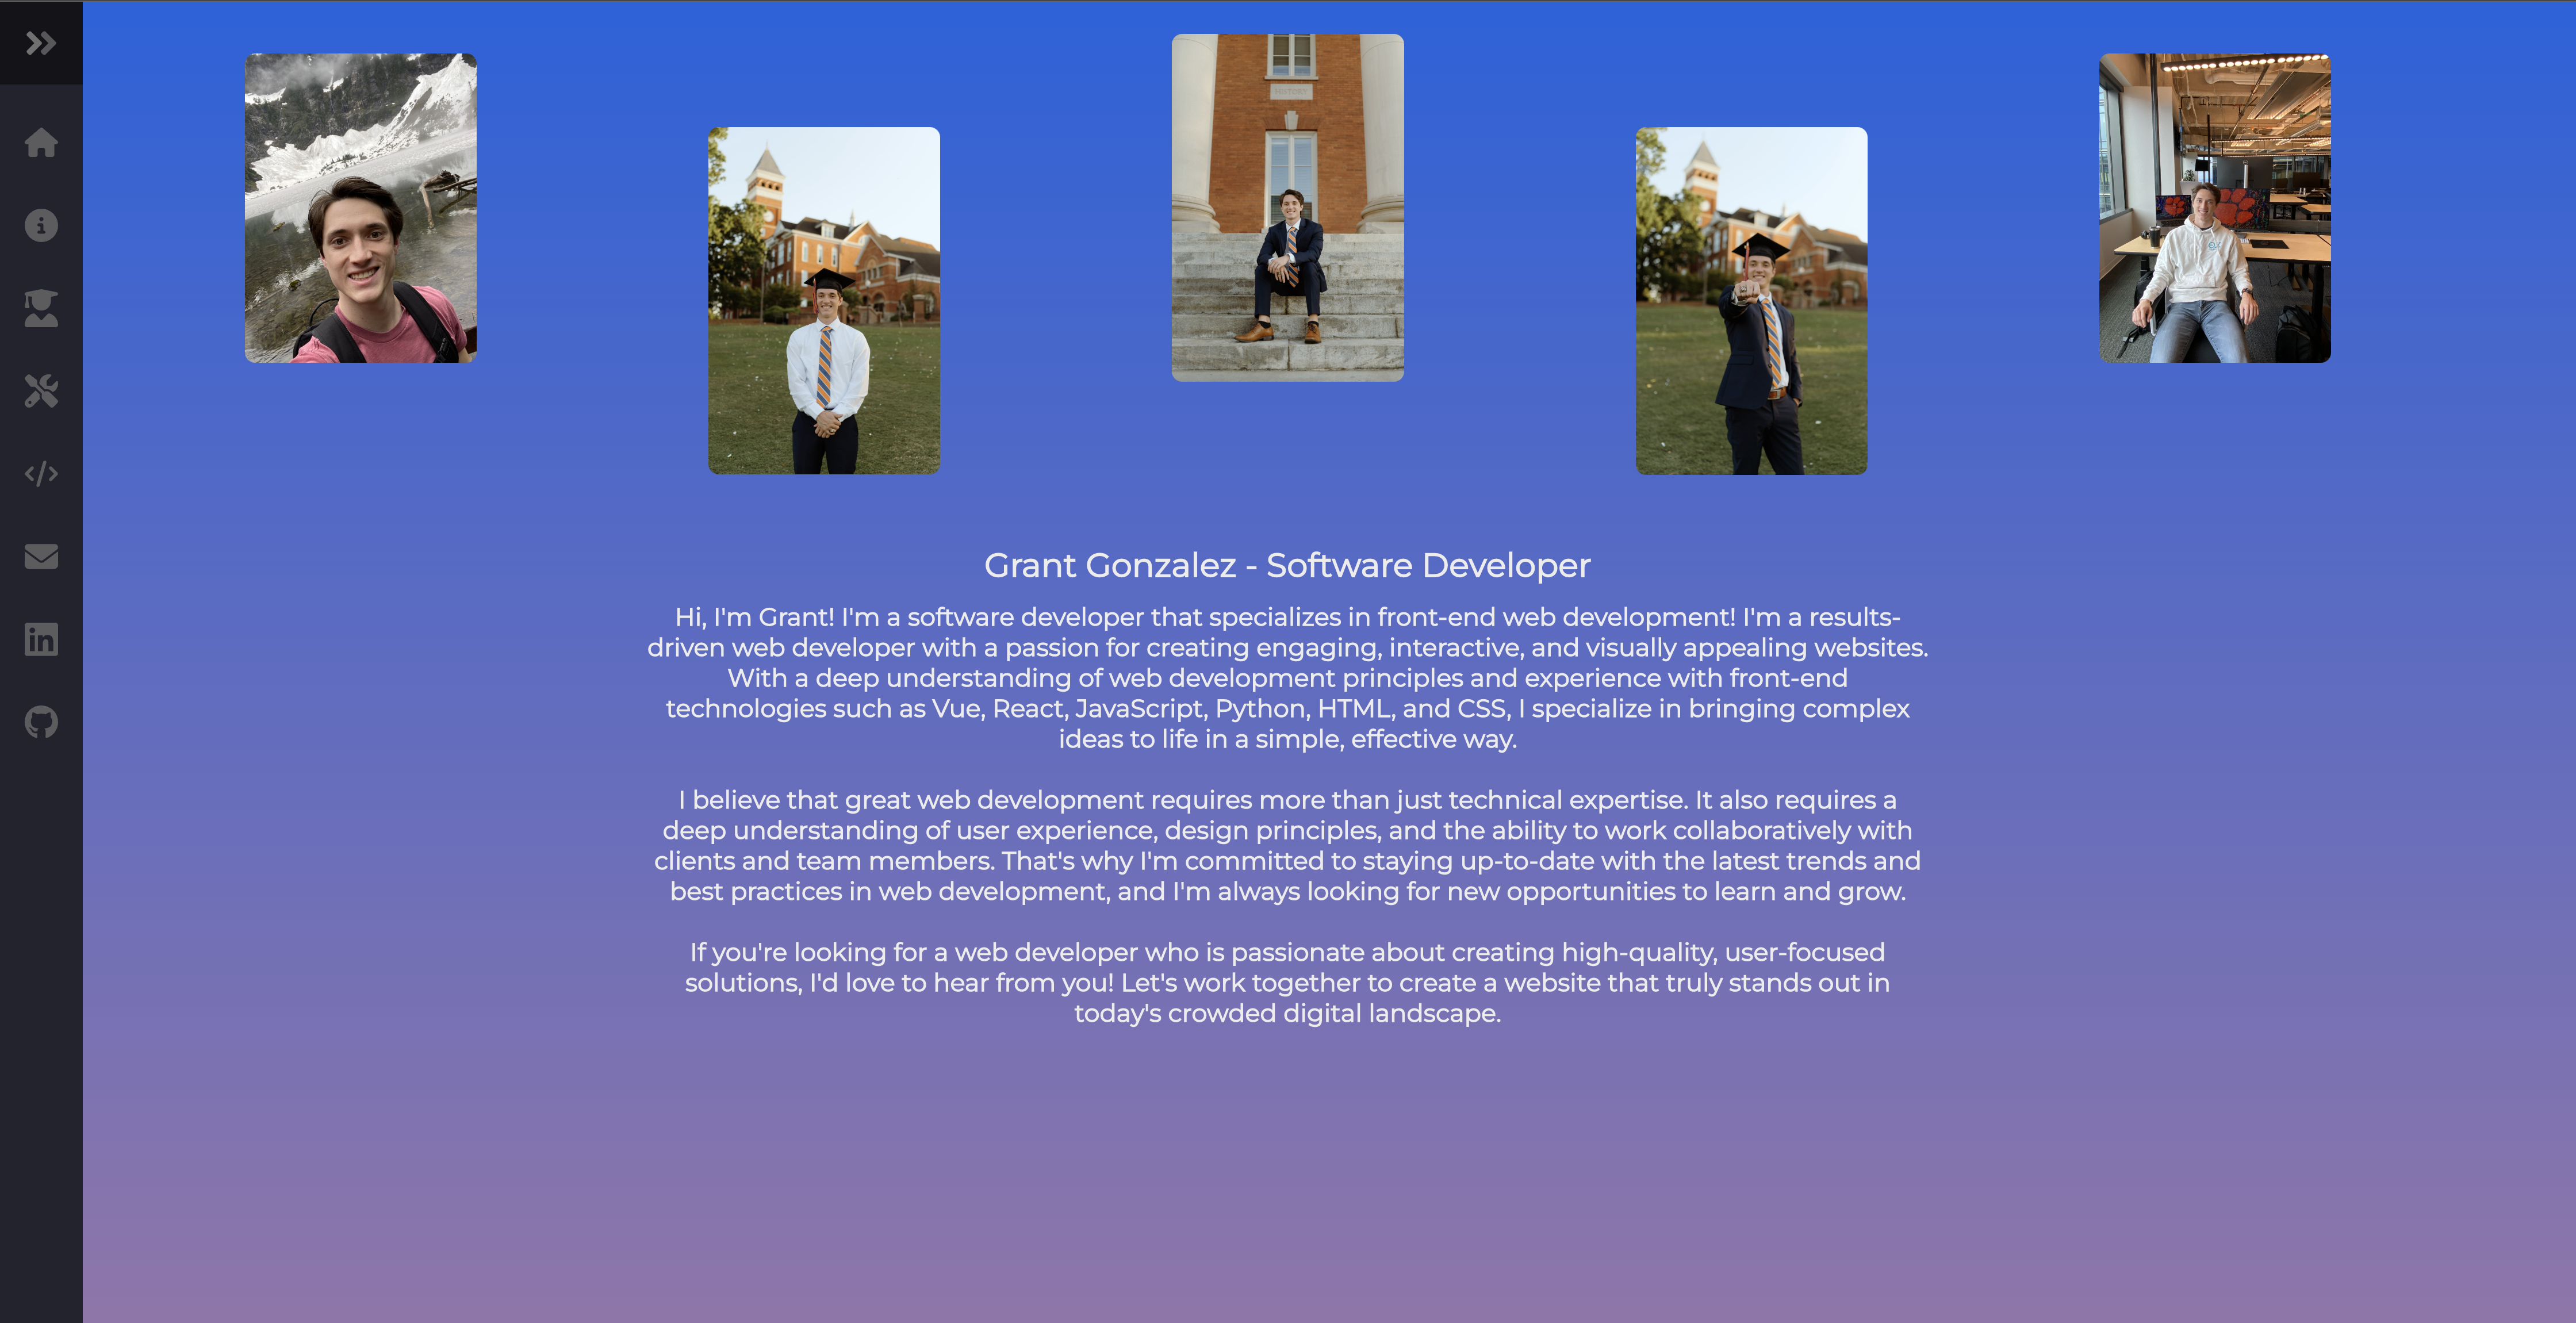 HISTORY
Grant Gonzalez - Software Developer
Hi, I'm Grant! I'm a software developer that specializes in front-end web development! I'm a results-
driven web developer with a passion for creating engaging, interactive, and visually appealing websites.
With a deep understanding of web development principles and experience with front-end
technologies such as Vue, React, JavaScript, Python, HTML, and CSS, I specialize in bringing complex
ideas to life in a simple, effective way.
I believe that great web development requires more than just technical expertise. It also requires a
deep understanding of user experience, design principles, and the ability to work collaboratively with
clients and team members. That's why I'm committed to staying up-to-date with the latest trends and
best practices in web development, and I'm always looking for new opportunities to learn and grow.
If you're looking for a web developer who is passionate about creating high-quality, user-focused
solutions, I'd love to hear from you! Let's work together to create a website that truly stands out in
today's crowded digital landscape.